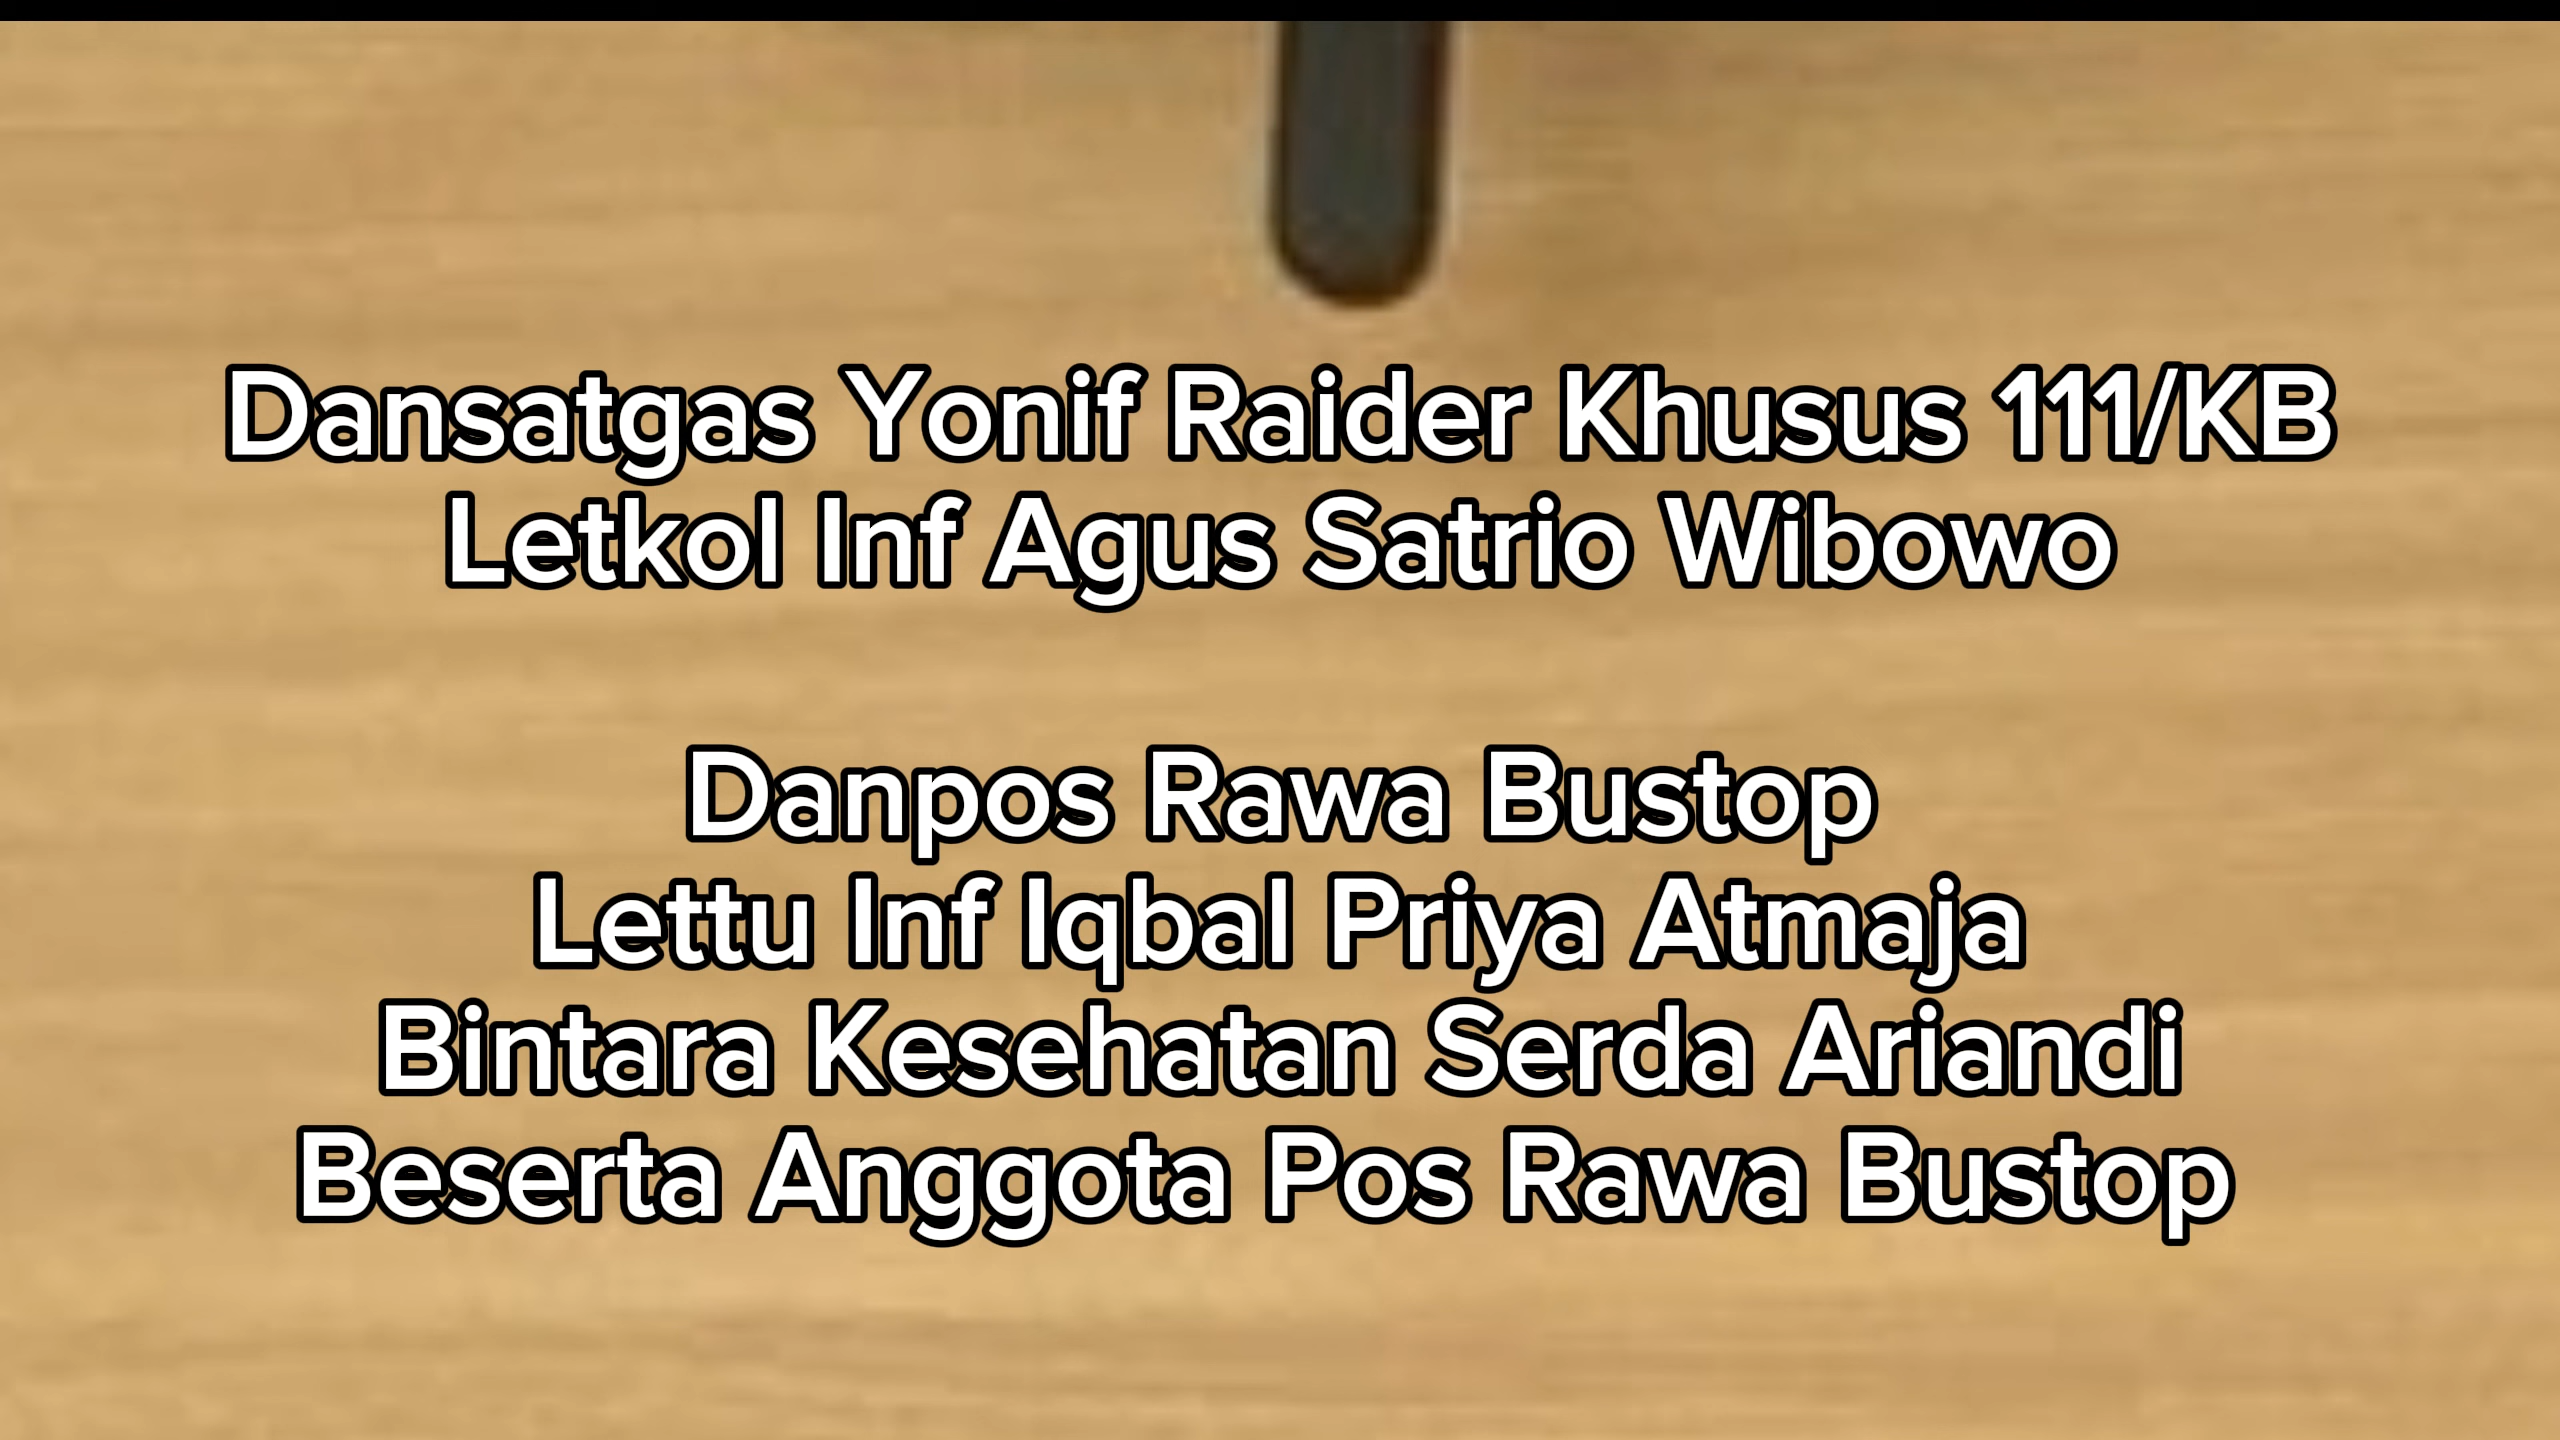 Dansatgas Yonif Raider Khusus 111/KB
Letkol Inf Agus Satrio Wibowo
Danpos Rawa Bustop
Lettu Inf Iqbal Priya Atmaja
Bintara Kesehatan Serda Ariandi
Beserta Anggota Pos Rawa Bustop